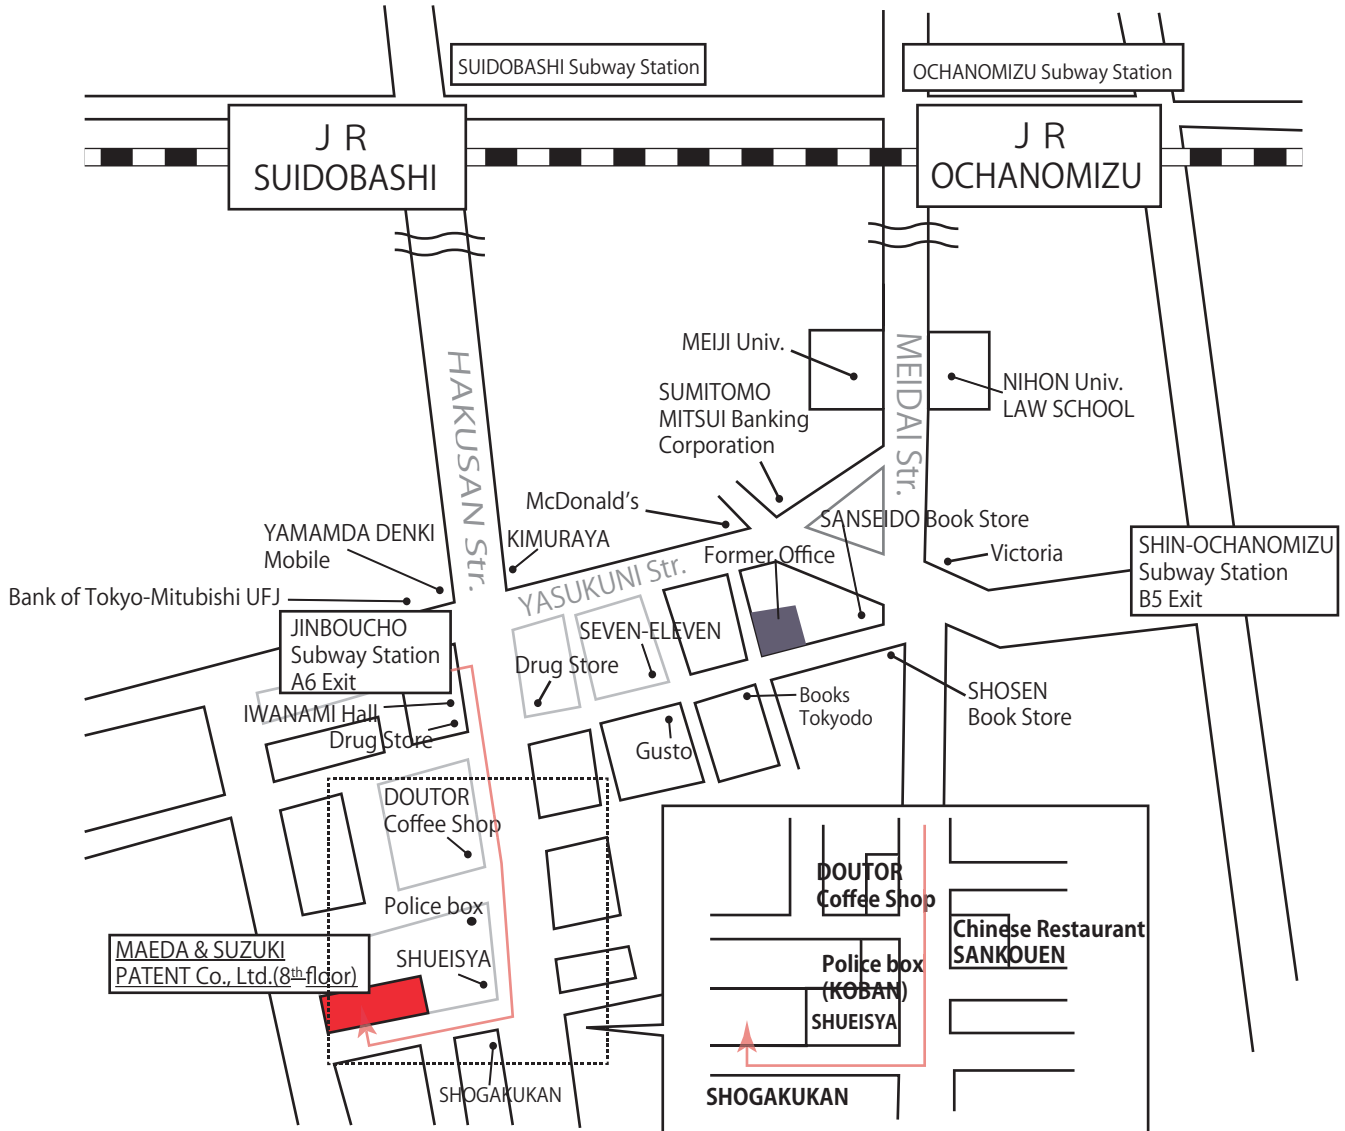 SUIDOBASHI Subway Station
OCHANOMIZU Subway Station
J R
SUIDOBASHI
J R
OCHANOMIZU
MEIJI Univ.
NIHON Univ.
LAW SCHOOL
SUMITOMO
MITSUI Banking
Corporation
HAKUSAN Str.
MEIDAI Str.
McDonald's
SANSEIDO Book Store
YAMAMDA DENKI
Mobile
KIMURAYA
Former Office
Victoria
SHIN-OCHANOMIZU
Subway Station
B5 Exit
YASUKUNI Str.
Bank of Tokyo-Mitubishi UFJ
JINBOUCHO
Subway Station
A6 Exit
SEVEN-ELEVEN
Drug Store
IWANAMI Hall
Drug Store
Books
Tokyodo
SHOSEN
Book Store
Gusto
DOUTOR
Coffee Shop
Police box
SHUEISYA
MAEDA & SUZUKI
PATENT Co., Ltd.(8th floor)
SHOGAKUKAN
DOUTOR
Coffee Shop
Chinese Restaurant
SANKOUEN
Police box
(KOBAN)
SHUEISYA
SHOGAKUKAN